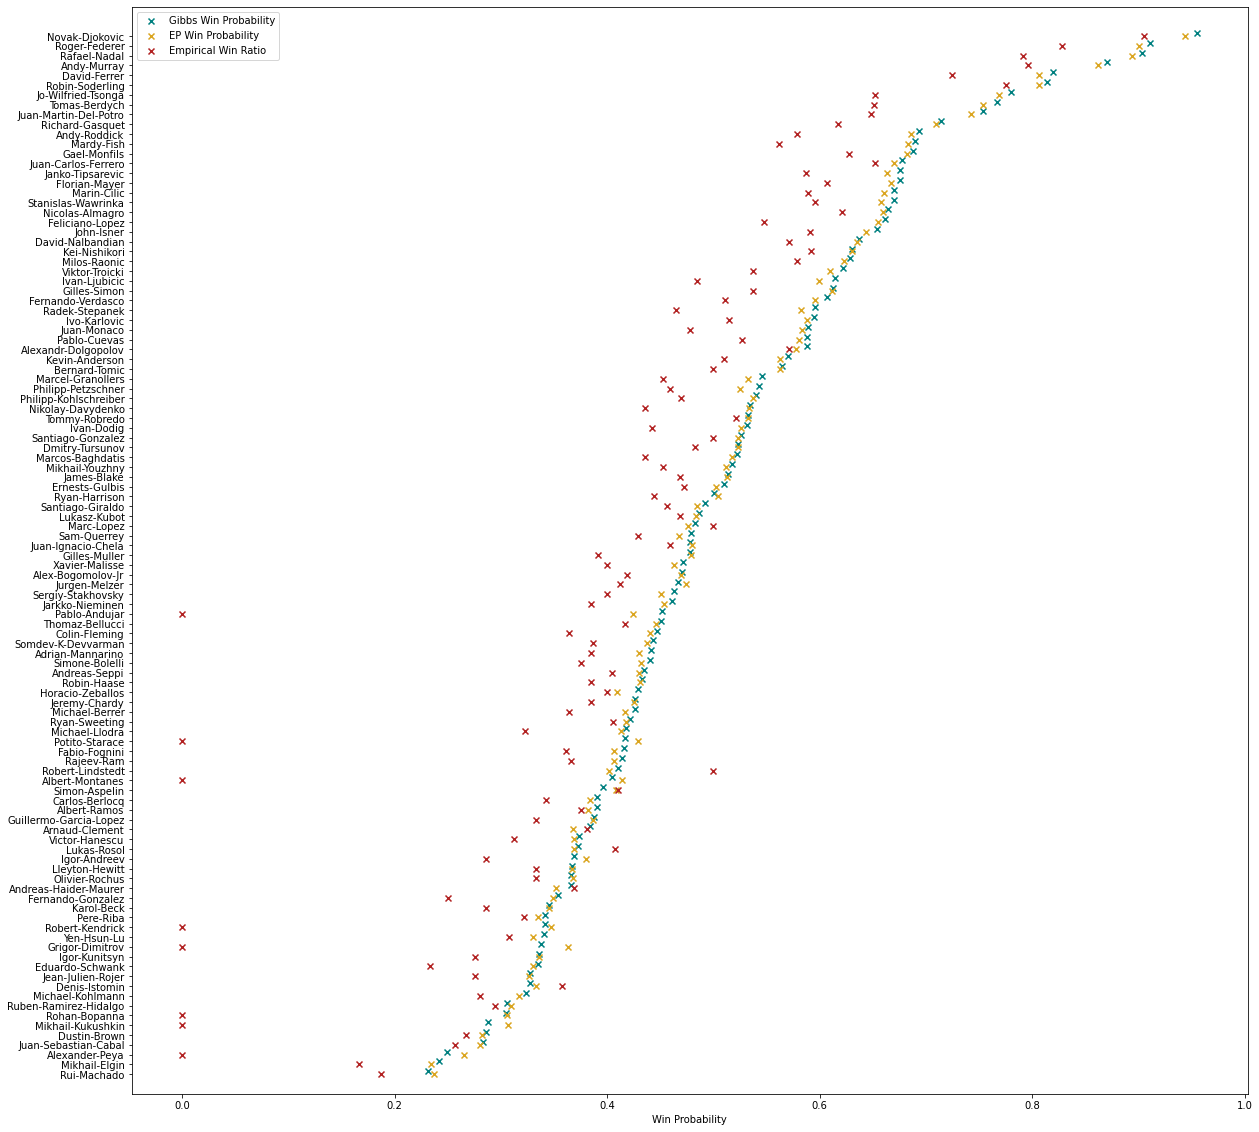 Gibbs Win Probability
EP Win Probability
Empirical Win Ratio
Novak-Djokovic
Roger-Federer
Rafael-Nadal
Andy-Murray
David-Ferrer
Robin-Soderling
Jo-Wilfried-Tsonga
Tomas-Berdych
Juan-Martin-Del-Potro
Richard-Gasquet
Andy-Roddick
Mardy-Fish
Gael-Monfils
Juan-Carlos-Ferrero
Janko-Tipsarevic
Florian-Mayer
Marin-Cilic
Stanislas-Wawrinka
Nicolas-Almagro
Feliciano-Lopez
John-Isner
David-Nalbandian
Kei-Nishikori
Milos-Raonic
Viktor-Troicki
Ivan-Ljubicic
Gilles-Simon
Fernando-Verdasco
Radek-Stepanek
Ivo-Karlovic
Juan-Monaco
Pablo-Cuevas
Alexandr-Dolgopolov
Kevin-Anderson
Bernard-Tomic
Marcel-Granollers
Philipp-Petzschner
Philipp-Kohlschreiber
Nikolay-Davydenko
Tommy-Robredo
Ivan-Dodig
Santiago-Gonzalez
Dmitry-Tursunov
Marcos-Baghdatis
Mikhail-Youzhny
James-Blake
Ernests-Gulbis
Ryan-Harrison
Santiago-Giraldo
Lukasz-Kubot
Marc-Lopez
Sam-Querrey
Juan-Ignacio-Chela
Gilles-Muller
Xavier-Malisse
Alex-Bogomolov-Jr
Jurgen-Melzer
Sergiy-Stakhovsky
Jarkko-Nieminen
Pablo-Andujar
Thomaz-Bellucci
Colin-Fleming
Somdev-K-Devvarman
Adrian-Mannarino
Simone-Bolelli
Andreas-Seppi
Robin-Haase
Horacio-Zeballos
Jeremy-Chardy
Michael-Berrer
Ryan-Sweeting
Michael-Llodra
Potito-Starace
Fabio-Fognini
Rajeev-Ram
Robert-Lindstedt
Albert-Montanes
Simon-Aspelin
Carlos-Berlocq
Albert-Ramos
Guillermo-Garcia-Lopez
Arnaud-Clement
Victor-Hanescu
Lukas-Rosol
Igor-Andreev
Lleyton-Hewitt
Olivier-Rochus
Andreas-Haider-Maurer
Fernando-Gonzalez
Karol-Beck
Pere-Riba
Robert-Kendrick
Yen-Hsun-Lu
Grigor-Dimitrov
Igor-Kunitsyn
Eduardo-Schwank
Jean-Julien-Rojer
Denis-Istomin
Michael-Kohlmann
Ruben-Ramirez-Hidalgo
Rohan-Bopanna
Mikhail-Kukushkin
Dustin-Brown
Juan-Sebastian-Cabal
Alexander-Peya
Mikhail-Elgin
Rui-Machado
0.0 0.2 0.4 0.6 0.8 1.0
Win Probability